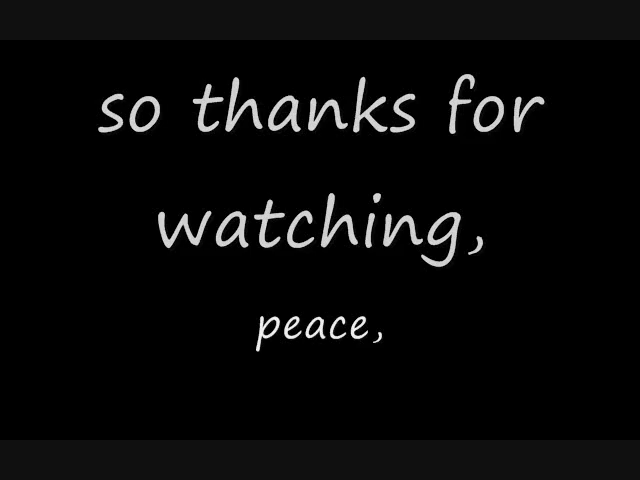 so thanks for
watching,
peace,